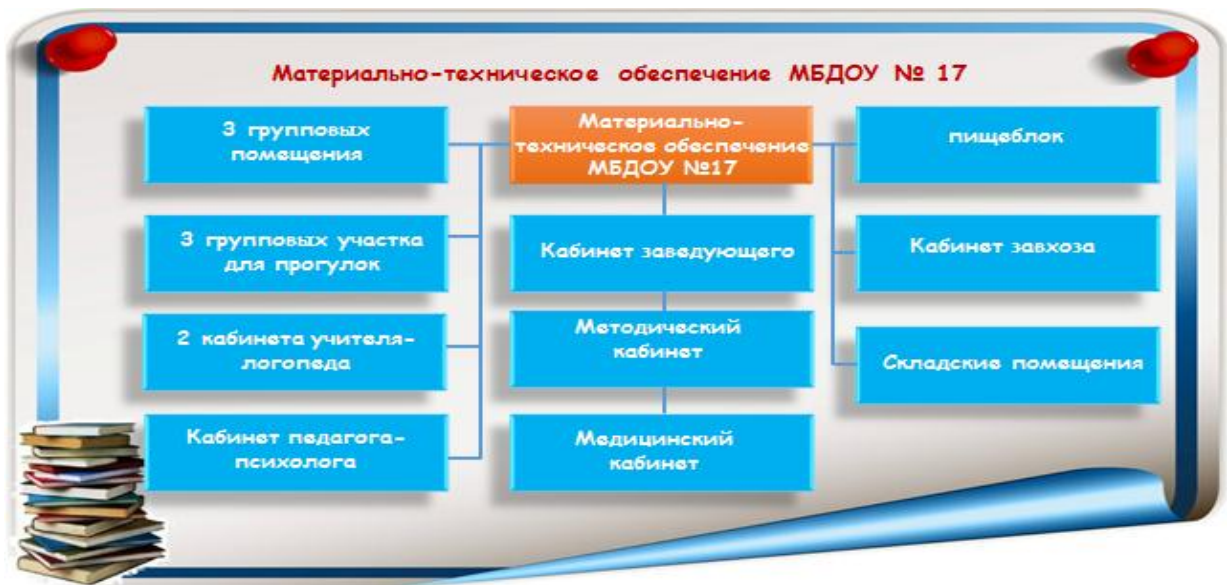 Материально-техническое обеспечение МБДОУ № 17
3 групповых
помещения
3 групповых участка
для прогулок
2 кабинета учителя-
логопеда
Кабинет педагога-
психолога
Материально-
техническое обеспечение
МБДОУ №17
Кабинет заведующего
Методический
кабинет
Медицинский
кабинет
пищеблок
Кабинет завхоза
Складские помещения